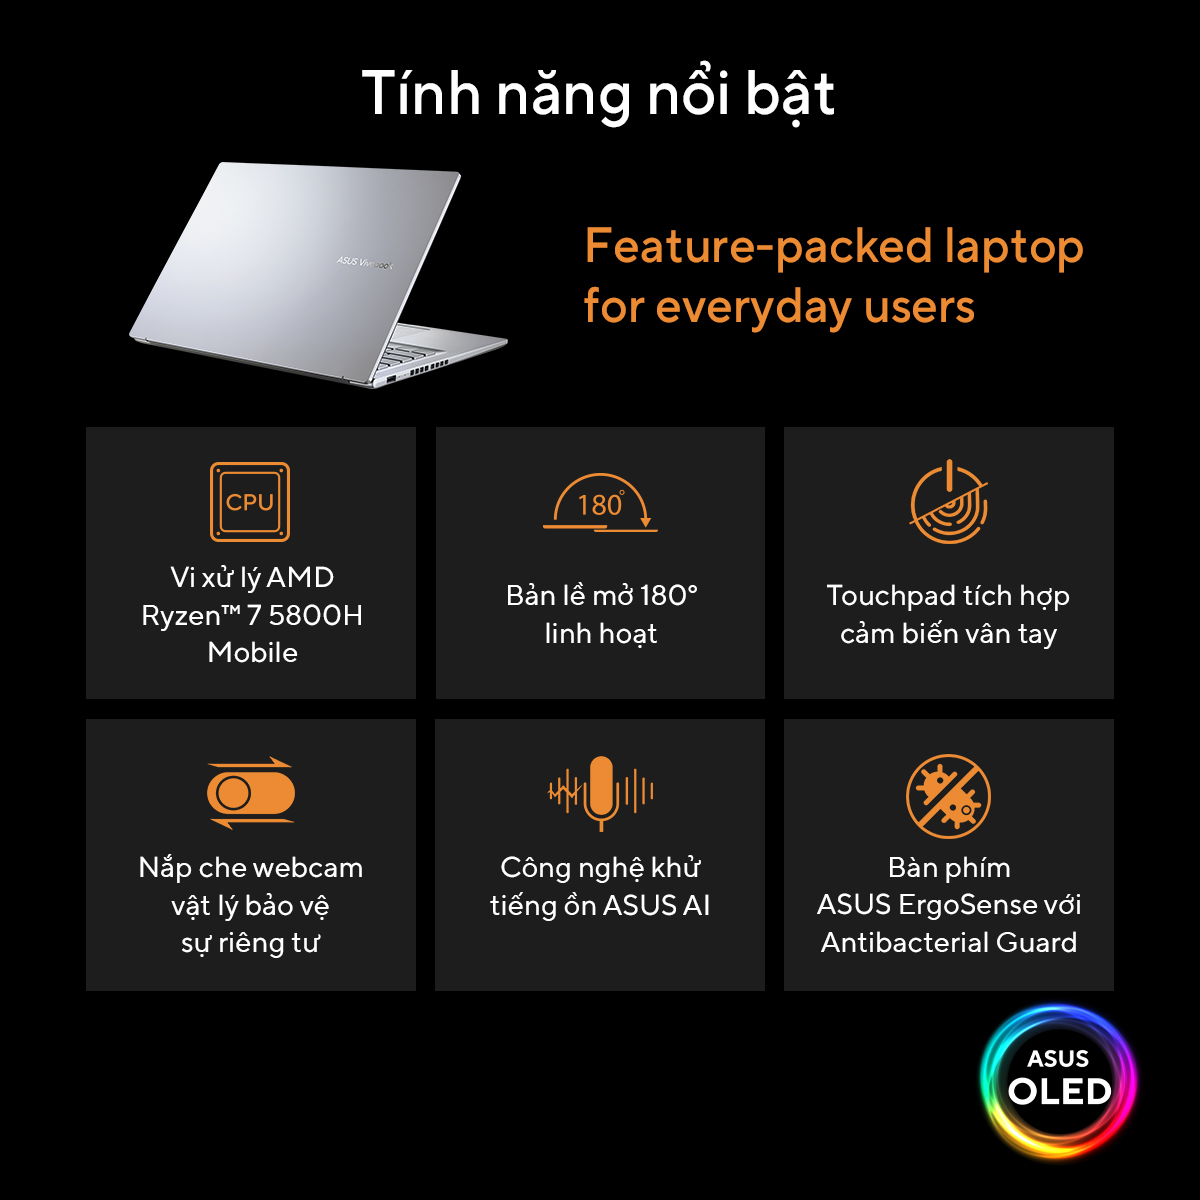 Tính năng nổi bật
ASUS Vivobook
Feature-packed laptop
for everyday users
CPU
Vi xử lý AMD
Ryzen™ 7 5800H
Mobile
180°
Bản lề mở 180°
linh hoạt
Touchpad tích hợp
cảm biến vân tay
Nắp che webcam
vật lý bảo vệ
sự riêng tư
Công nghệ khử
tiếng ồn ASUS AI
Bàn phím
ASUS ErgoSense với
Antibacterial Guard
ASUS
OLED